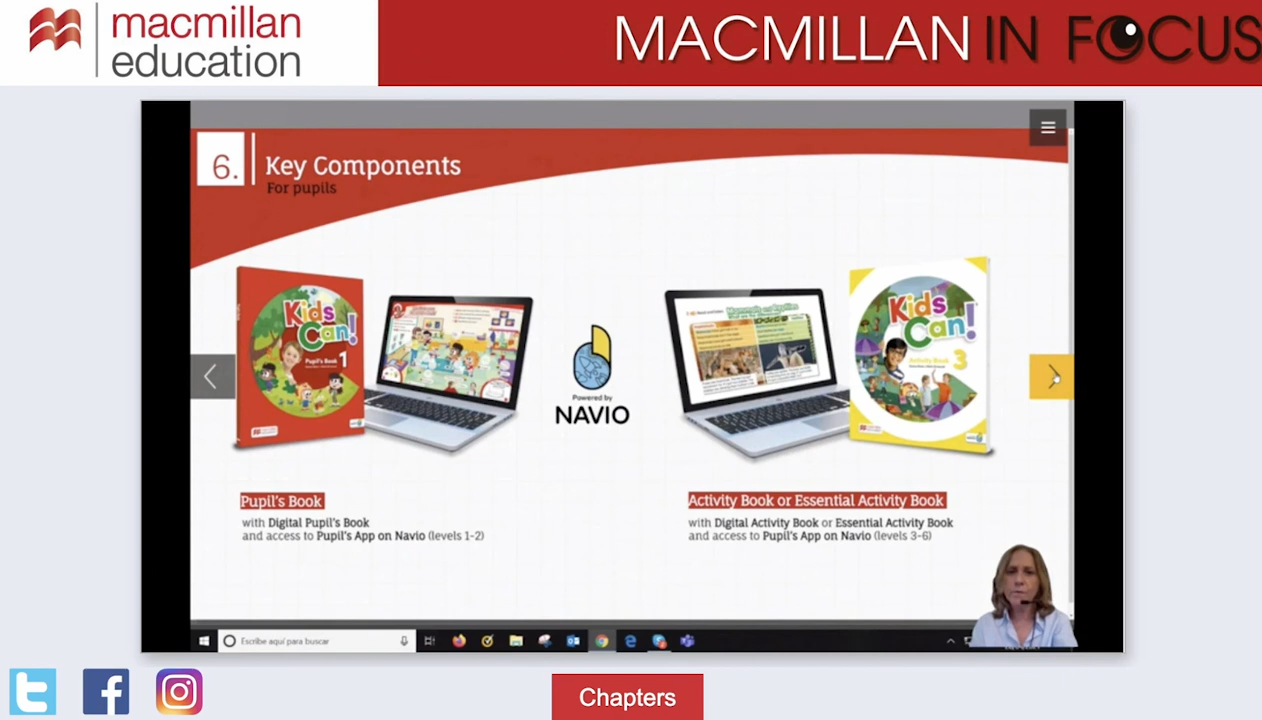 macmillan
education
MACMILLAN IN FOCUS
6.
Key Components
For pupils
Kids
Can!
Pupil's Book 1
Powered by
NAVIO
Kids
Can!
Activity Book 3
Pupil's Book
with Digital Pupil's Book
and access to Pupil's App on Navio (levels 1-2)
Activity Book or Essential Activity Book
with Digital Activity Book or Essential Activity Book
and access to Pupil's App on Navio (levels 3-6)
Escribe aquí para buscar
Chapters